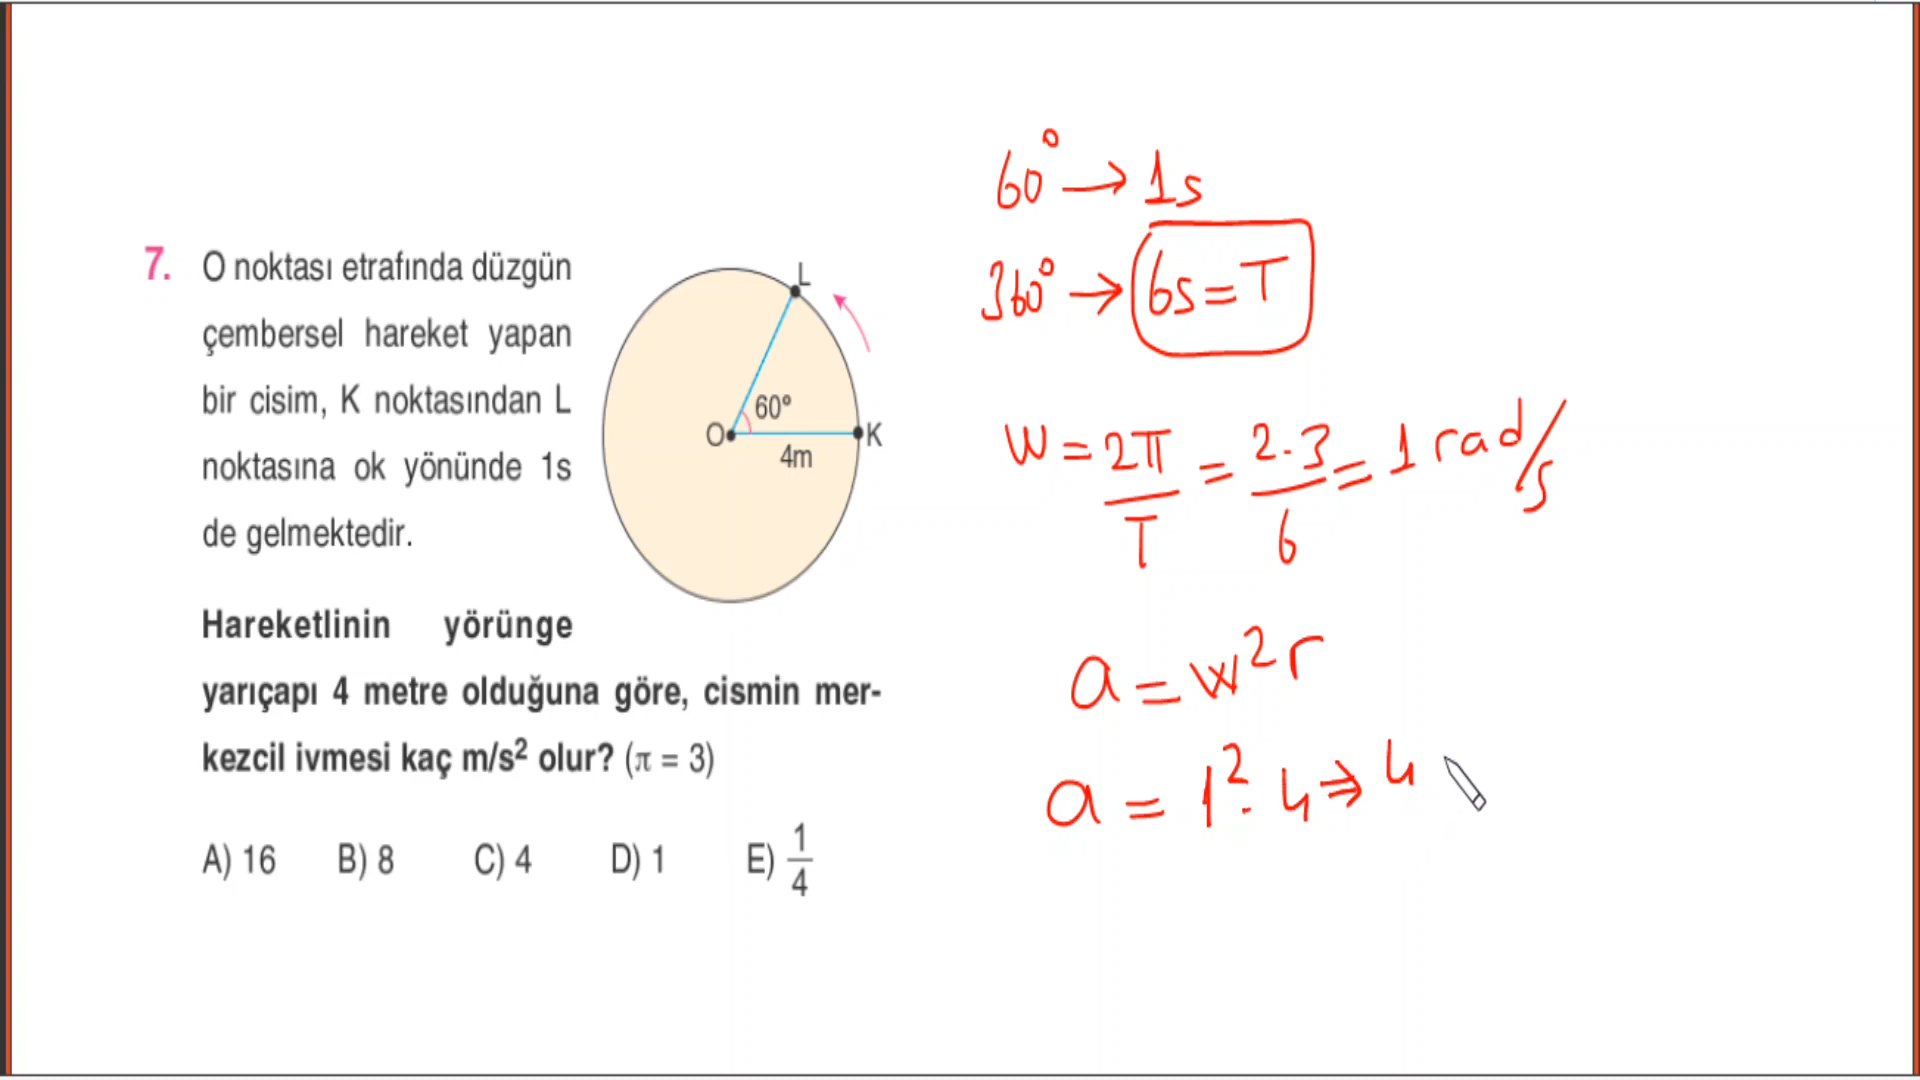 7. O noktası etrafında düzgün
çembersel hareket yapan
bir cisim, K noktasından L
noktasına ok yönünde 1s
de gelmektedir.
Hareketlinin yörünge
yarıçapı 4 metre olduğuna göre, cismin mer-
kezcil ivmesi kaç m/s² olur? (π = 3)
A) 16 B) 8 C) 4 D) 1 E) 1/4
L
60°
O
K
4m
60° → 1s
360° → 6s = T
w = 2π/T = 2·3/6 = 1 rad/s
a = w²r
a = 1²·4 ⇒ 4